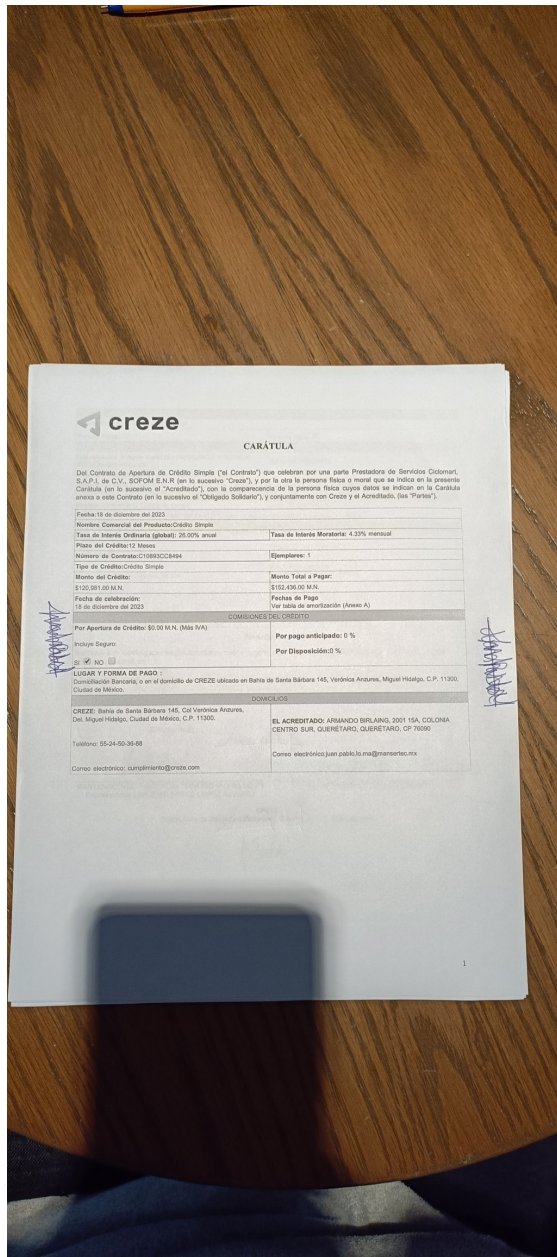 creze
CARÁTULA
Del Contrato de Apertura de Crédito Simple ("el Contrato") que celebran por una parte Prestadora de Servicios Ciclomart,
S.A.P.I. de C.V., SOFOM E.N.R (en lo sucesivo "Creze"), y por la otra la persona física o moral que se indica en la presente
Carátula (en lo sucesivo el "Acreditado"), con la comparecencia de la persona física cuyos datos se indican en la Carátula
anexa a este Contrato (en lo sucesivo el "Obligado Solidario"), y conjuntamente con Creze y el Acreditado, (las "Partes").
Fecha:18 de diciembre del 2023
Nombre Comercial del Producto:Crédito Simple
Tasa de Interés Ordinaria (global): 26.00% anual
Tasa de Interés Moratoria: 4.33% mensual
Plazo del Crédito:12 Meses
Número de Contrato:C10893CC8494
Ejemplares: 1
Tipo de Crédito:Crédito Simple
Monto del Crédito:
$120,981.00 M.N.
Monto Total a Pagar:
$152,436.00 M.N.
Fecha de celebración:
18 de diciembre del 2023
Fechas de Pago
Ver tabla de amortización (Anexo A)
COMISIONES DEL CRÉDITO
Por Apertura de Crédito: $0.00 M.N. (Más IVA)
Incluye Seguro:
SI NO
Por pago anticipado: 0 %
Por Disposición:0 %
LUGAR Y FORMA DE PAGO :
Domiciliación Bancaria, o en el domicilio de CREZE ubicado en Bahía de Santa Bárbara 145, Verónica Anzures, Miguel Hidalgo, C.P. 11300,
Ciudad de México.
DOMICILIOS
CREZE: Bahía de Santa Bárbara 145, Col Verónica Anzures,
Del. Miguel Hidalgo, Ciudad de México. C.P. 11300.
Teléfono: 55-24-50-36-68
Correo electrónico: cumplimiento@creze.com
EL ACREDITADO: ARMANDO BIRLAING, 2001 15A, COLONIA
CENTRO SUR, QUERÉTARO, QUERÉTARO, CP 76090
Correo electrónico:juan.pablo.lo.ma@mansertec.mx
1